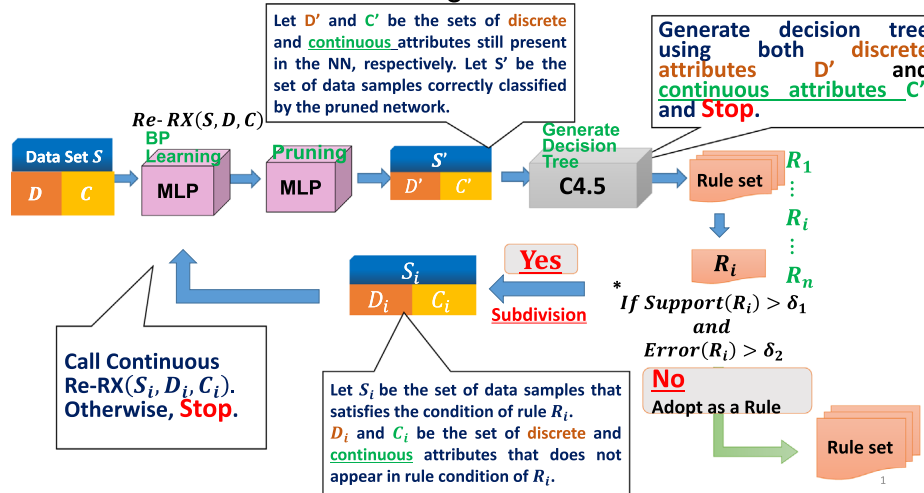 Let D′ and C′ be the sets of discrete
and continuous attributes still present
in the NN, respectively. Let S′ be the
set of data samples correctly classified
by the pruned network.
Generate decision tree
using both discrete
attributes D′ and
continuous attributes C′
and Stop.
Re-RX(S, D, C)
BP
Learning
Pruning
Generate
Decision
Tree
Data Set S
D C
MLP
MLP
S′
D′ C′
C4.5
Rule set
R₁
⋮
Rᵢ
⋮
Rₙ
Rᵢ
Yes
Subdivision
Sᵢ
Dᵢ Cᵢ
*
If Support(Rᵢ) > δ₁
and
Error(Rᵢ) > δ₂
Call Continuous
Re-RX(Sᵢ, Dᵢ, Cᵢ).
Otherwise, Stop.
Let Sᵢ be the set of data samples that
satisfies the condition of rule Rᵢ.
Dᵢ and Cᵢ be the set of discrete and
continuous attributes that does not
appear in rule condition of Rᵢ.
No
Adopt as a Rule
Rule set
1